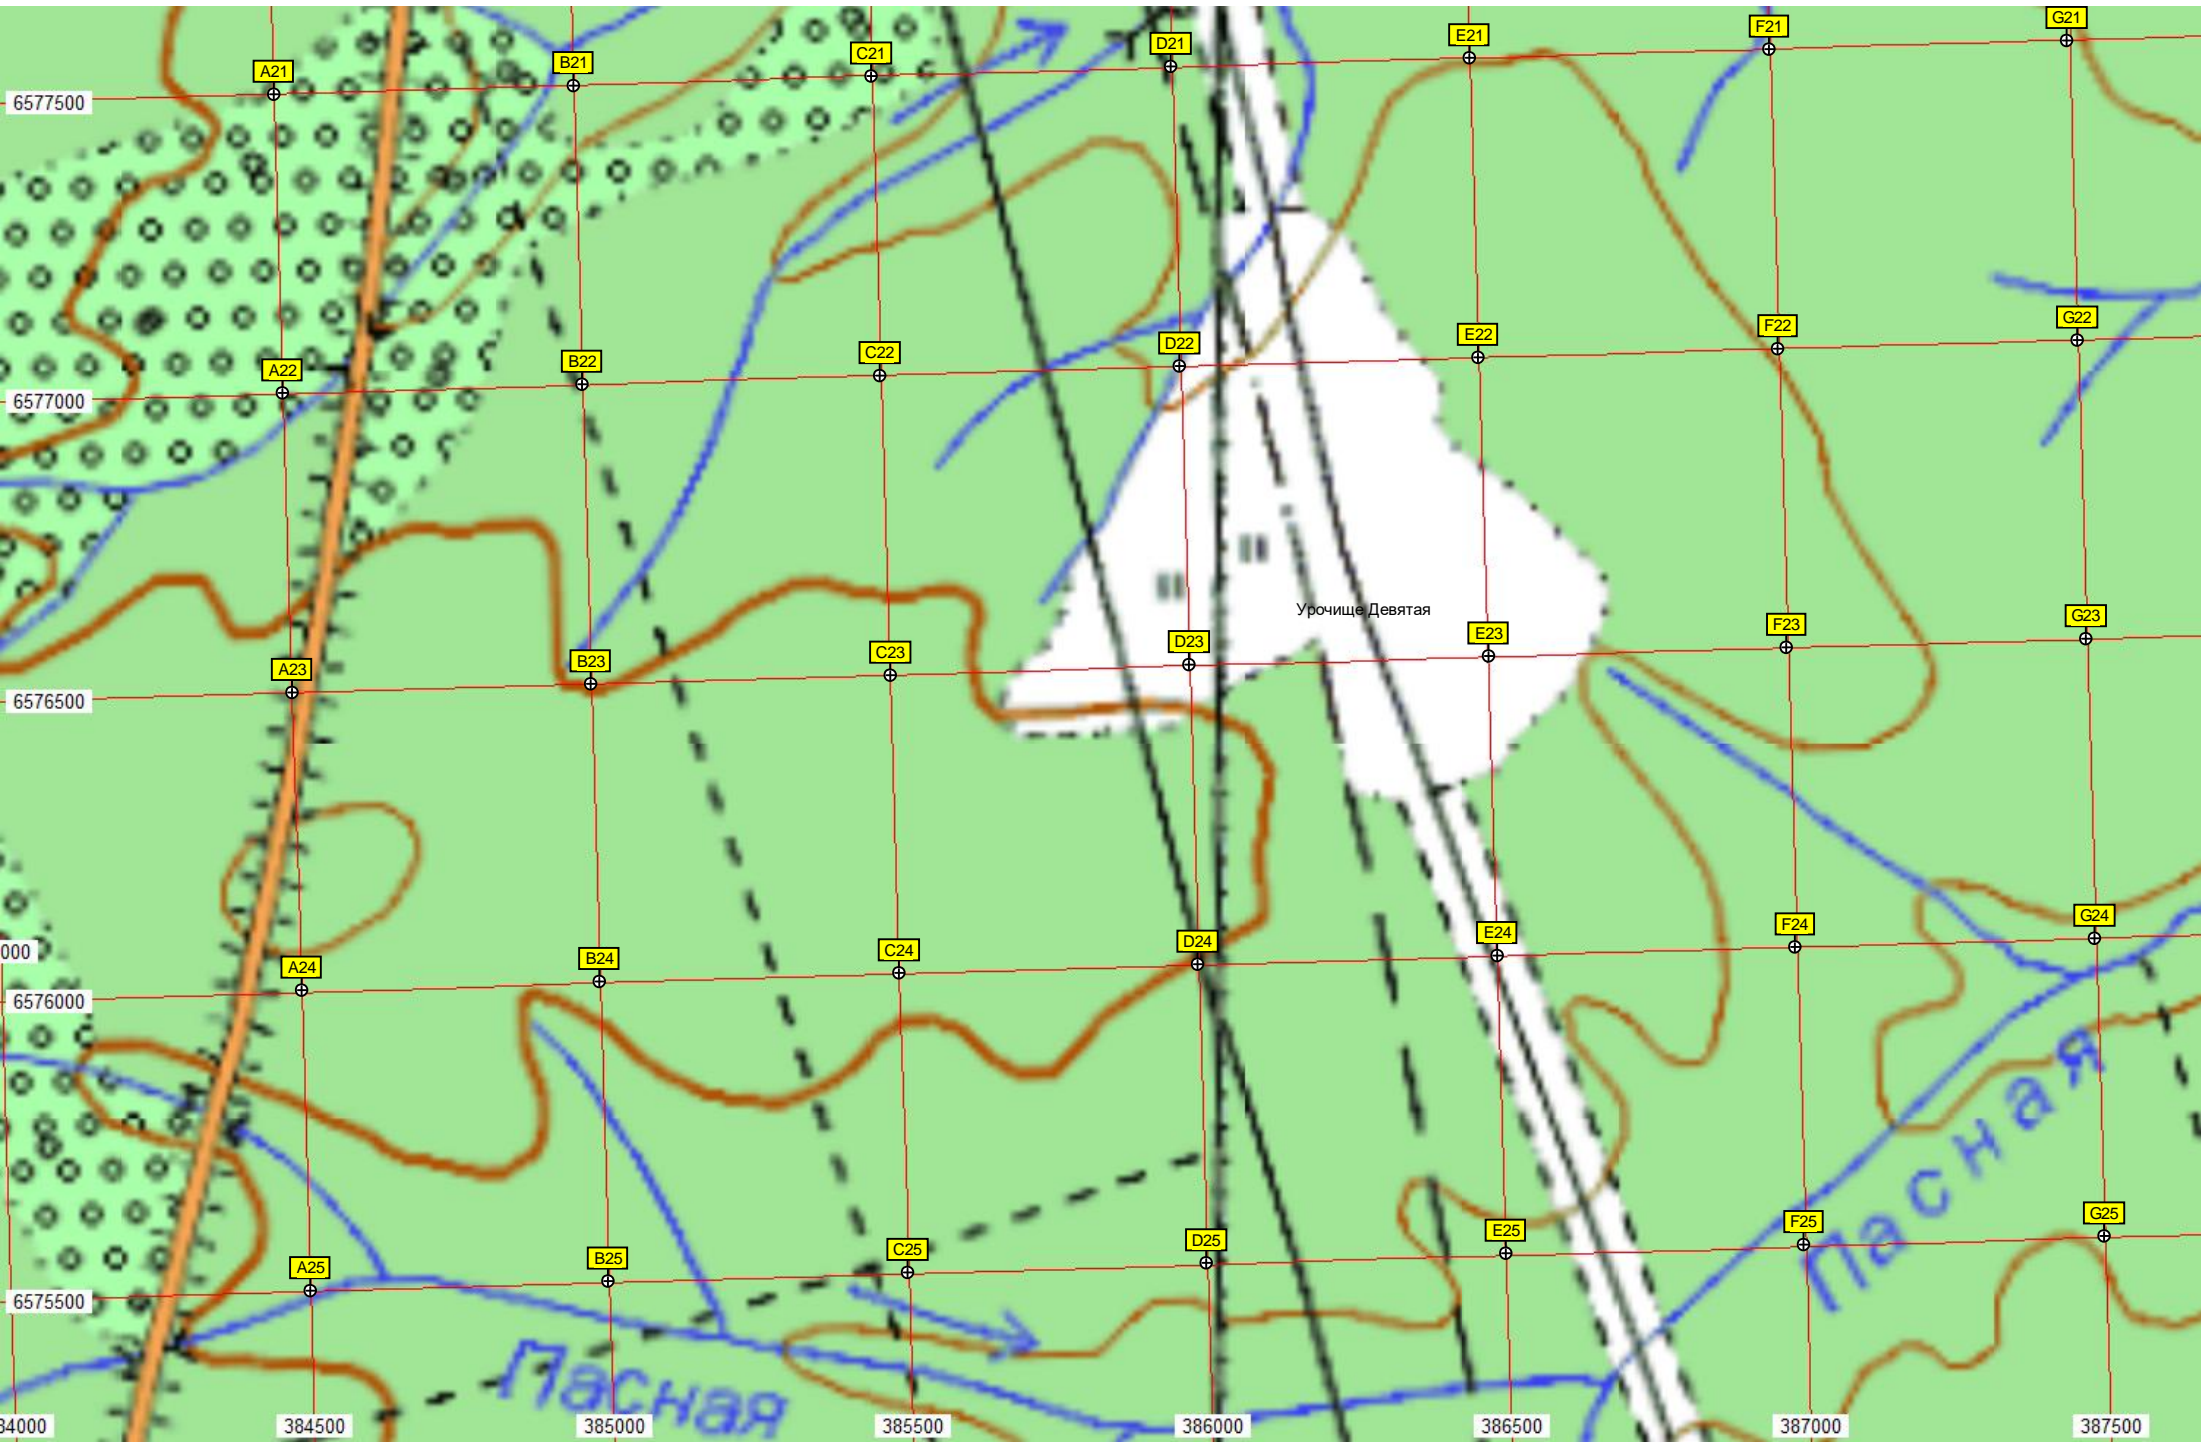 A21 B21 C21 D21 E21 F21 G21
6577500
A22 B22 C22 D22 E22 F22 G22
6577000
Урочище Девятая
A23 B23 C23 D23 E23 F23 G23
6576500
A24 B24 C24 D24 E24 F24 G24
000
6576000
Пасная
A25 B25 C25 D25 E25 F25 G25
6575500
Пасная
84000 384500 385000 385500 386000 386500 387000 387500